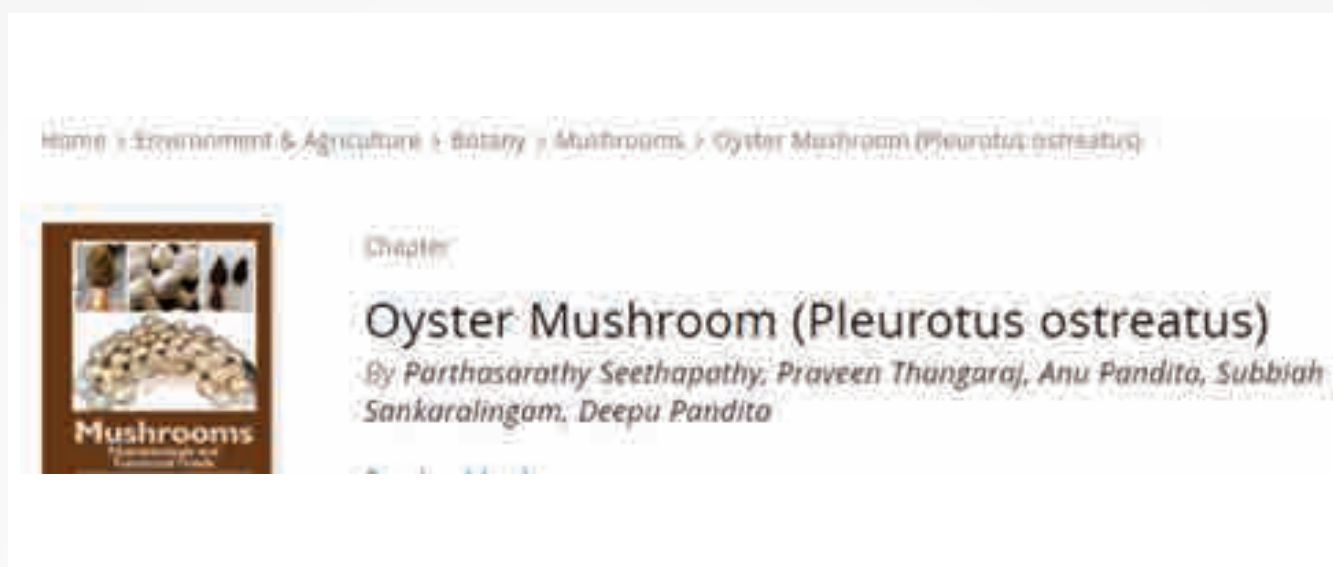 Home > Environment & Agriculture > Botany > Mushrooms > Oyster Mushroom (Pleurotus ostreatus)
Chapter
Oyster Mushroom (Pleurotus ostreatus)
By Parthasarathy Seethapathy, Praveen Thangaraj, Anu Pandita, Subbiah
Sankaralingam, Deepu Pandita
Mushrooms